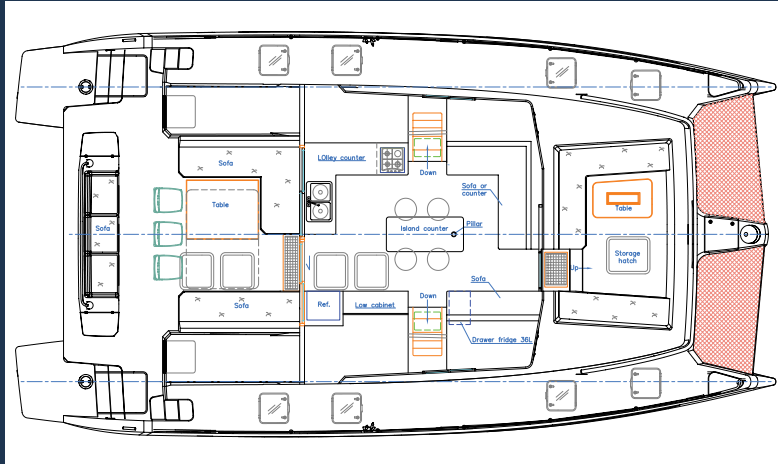 LOlley counter
Sofa
Down
Sofa or
counter
Table
Table
Island counter
Pillar
Sofa
Storage
hatch
Up
Sofa
Sofa
Ref.
Low cabinet
Down
Drawer fridge 36L